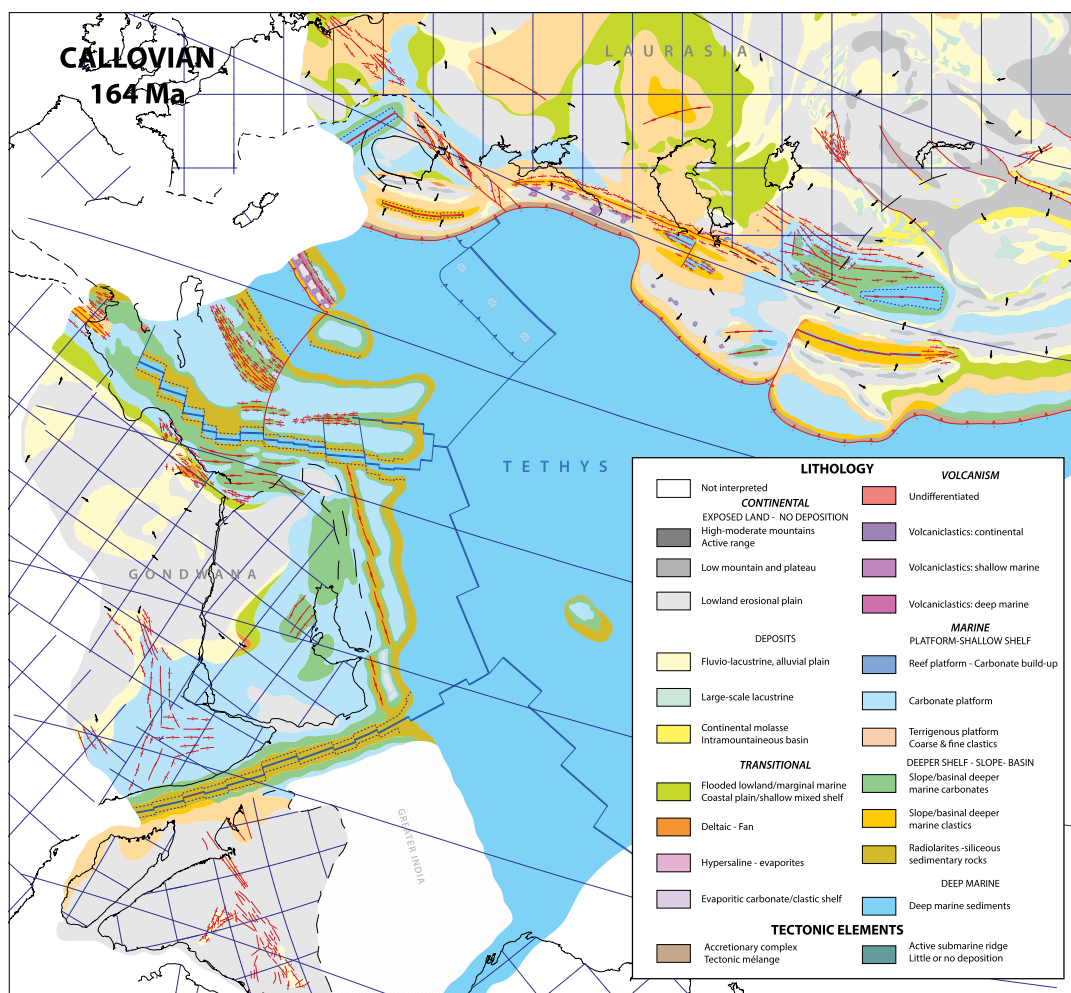 CALLOVIAN
164 Ma
LAURASIA
TETHYS
GONDWANA
GREATER INDIA
LITHOLOGY
Not interpreted
CONTINENTAL
EXPOSED LAND - NO DEPOSITION
High-moderate mountains
Active range
Low mountain and plateau
Lowland erosional plain
DEPOSITS
Fluvio-lacustrine, alluvial plain
Large-scale lacustrine
Continental molasse
Intramountaineous basin
TRANSITIONAL
Flooded lowland/marginal marine
Coastal plain/shallow mixed shelf
Deltaic - Fan
Hypersaline - evaporites
Evaporitic carbonate/clastic shelf
VOLCANISM
Undifferentiated
Volcaniclastics: continental
Volcaniclastics: shallow marine
Volcaniclastics: deep marine
MARINE
PLATFORM-SHALLOW SHELF
Reef platform - Carbonate build-up
Carbonate platform
Terrigenous platform
Coarse & fine clastics
DEEPER SHELF - SLOPE- BASIN
Slope/basinal deeper
marine carbonates
Slope/basinal deeper
marine clastics
Radiolarites -siliceous
sedimentary rocks
DEEP MARINE
Deep marine sediments
TECTONIC ELEMENTS
Accretionary complex
Tectonic mélange
Active submarine ridge
Little or no deposition